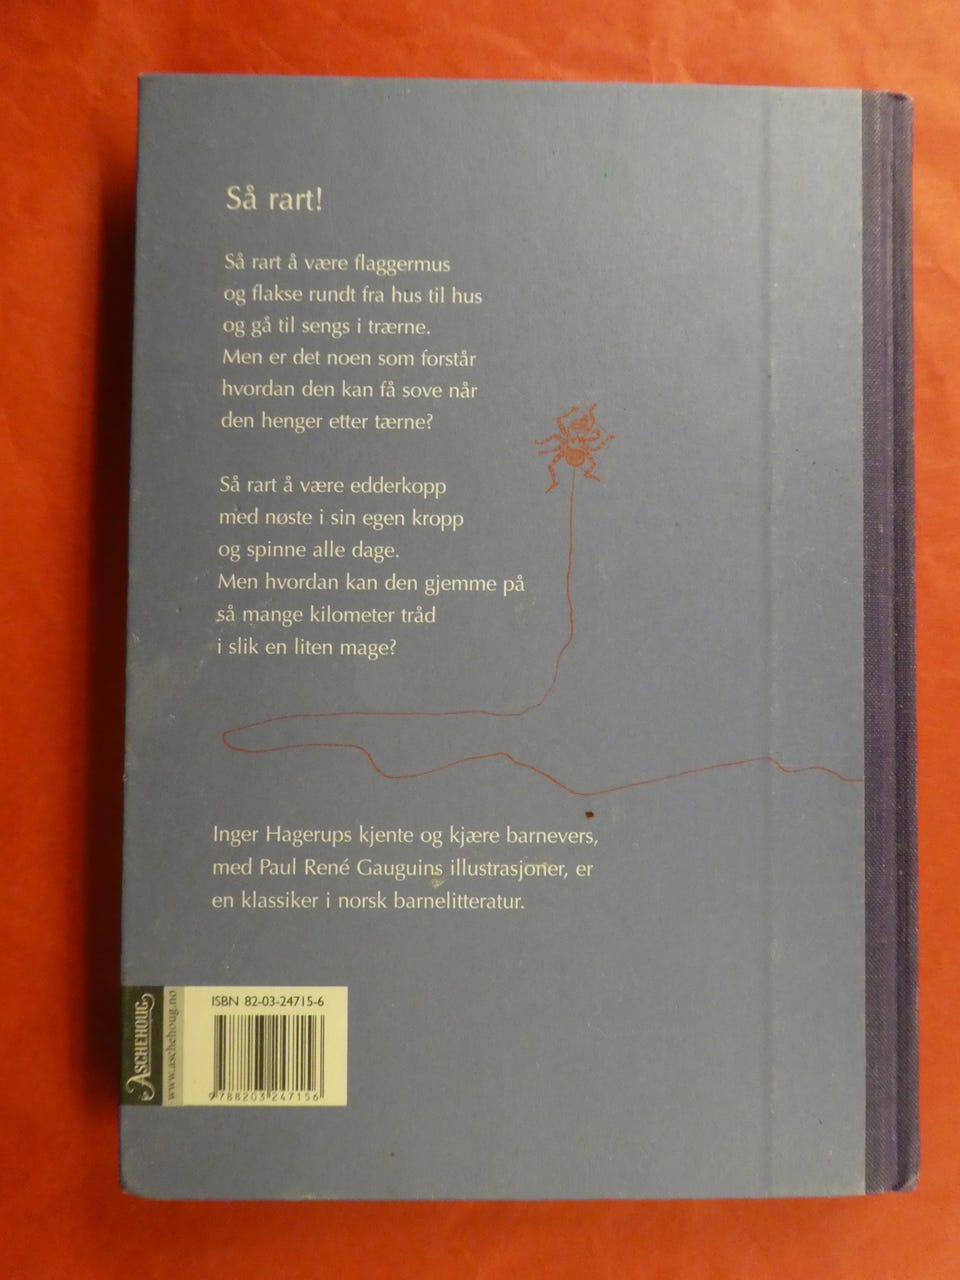 Så rart!
Så rart å være flaggermus
og flakse rundt fra hus til hus
og gå til sengs i trærne.
Men er det noen som forstår
hvordan den kan få sove når
den henger etter tærne?
Så rart å være edderkopp
med nøste i sin egen kropp
og spinne alle dage.
Men hvordan kan den gjemme på
så mange kilometer tråd
i slik en liten mage?
Inger Hagerups kjente og kjære barnevers,
med Paul René Gauguins illustrasjoner, er
en klassiker i norsk barnelitteratur.
ASCHEHOUG
www.aschehoug.no
ISBN 82-03-24715-6
9788203247156